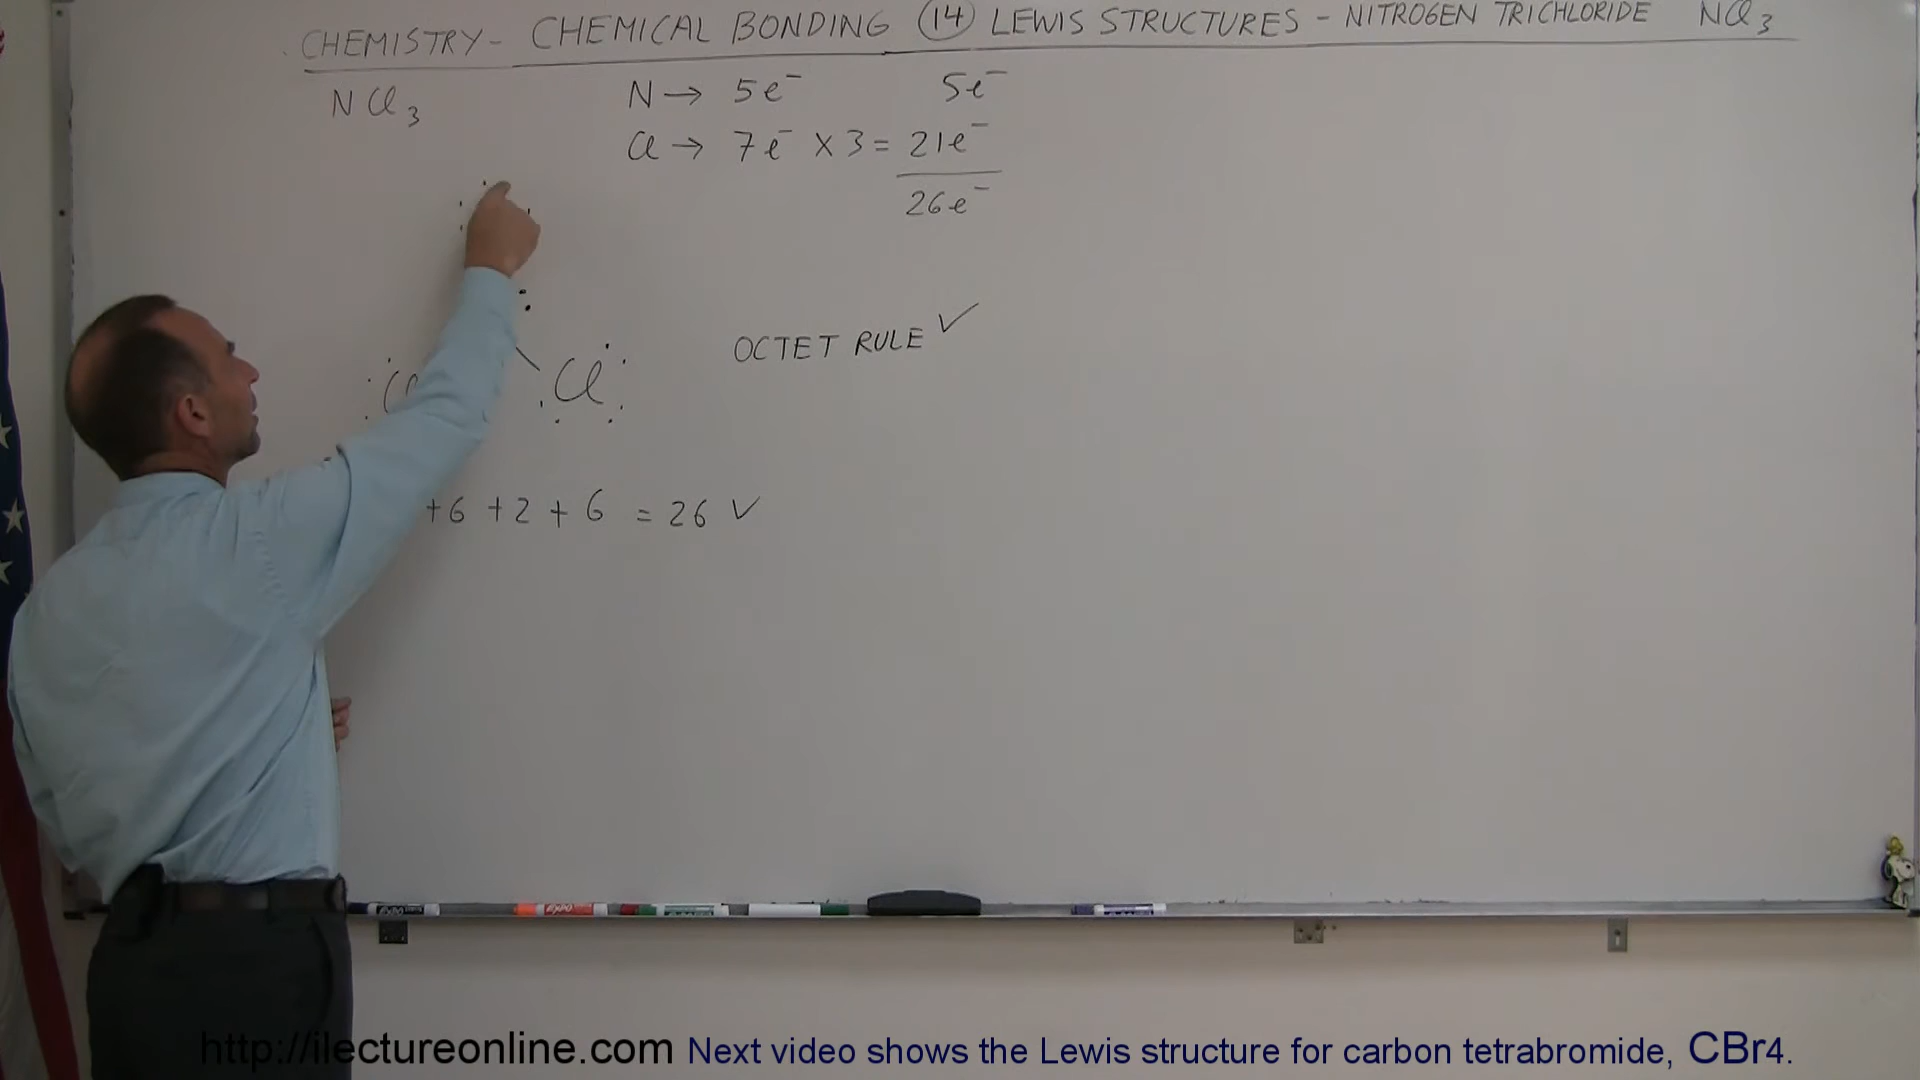 CHEMISTRY- CHEMICAL BONDING (14) LEWIS STRUCTURES - NITROGEN TRICHLORIDE NCl3
NCl3
N → 5e⁻ 5e⁻
Cl → 7e⁻ X 3 = 21e⁻
26e⁻
OCTET RULE ✓
Cl
+6 +2 + 6 = 26 ✓
EXPO
http://ilectureonline.com Next video shows the Lewis structure for carbon tetrabromide, CBr4.